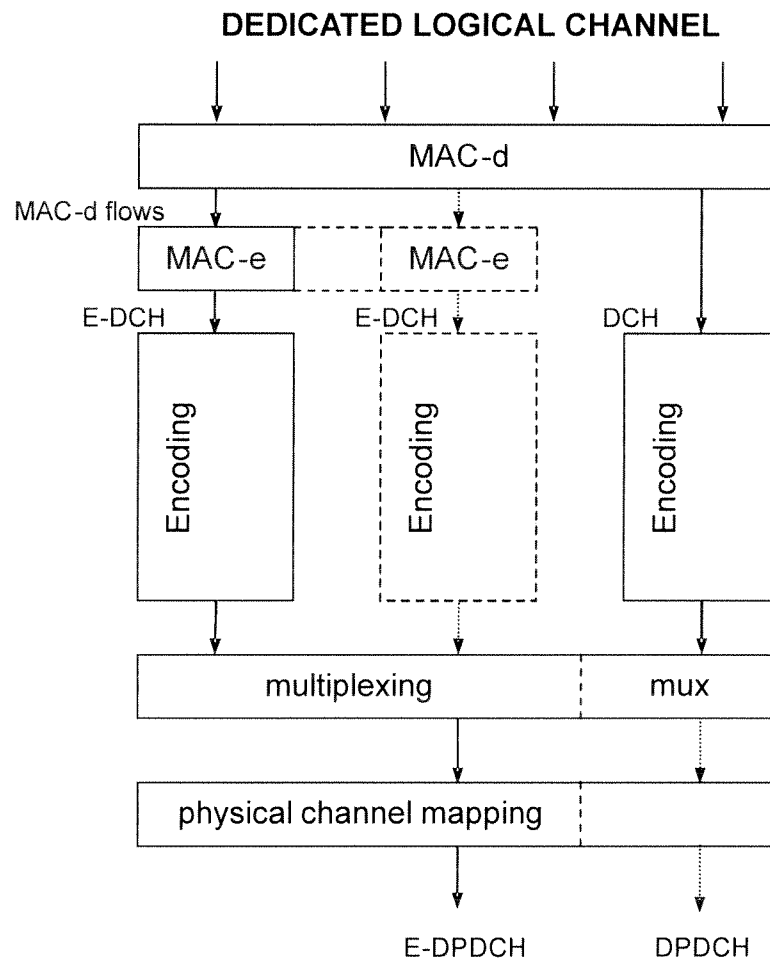 DEDICATED LOGICAL CHANNEL
MAC-d
MAC-d flows
MAC-e
MAC-e
E-DCH
E-DCH
DCH
Encoding
Encoding
Encoding
multiplexing
mux
physical channel mapping
E-DPDCH
DPDCH